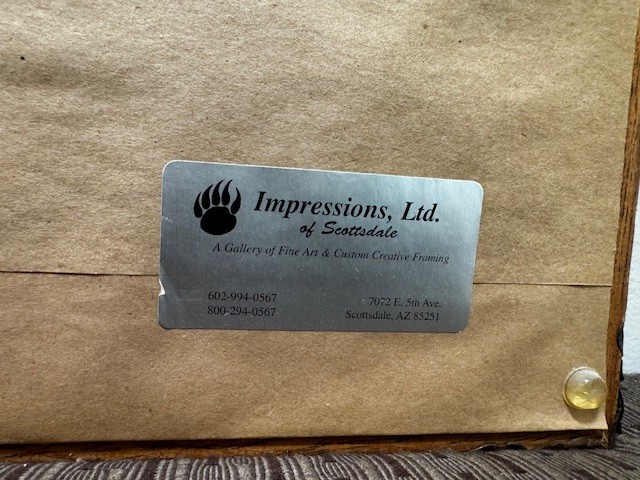 Impressions, Ltd.
of Scottsdale
A Gallery of Fine Art & Custom Creative Framing
602-994-0567
800-294-0567
7072 E. 5th Ave.
Scottsdale, AZ 85251